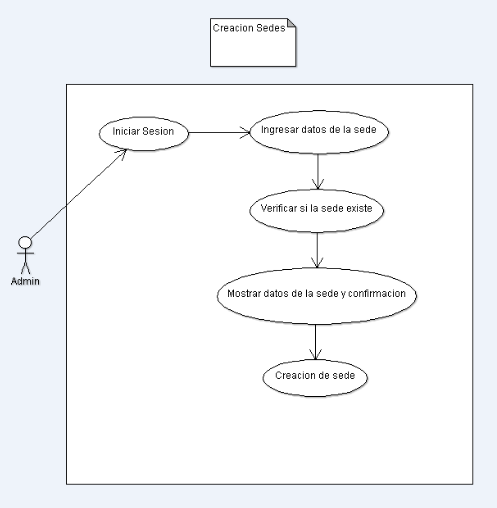 Creacion Sedes
Iniciar Sesion
Ingresar datos de la sede
Verificar si la sede existe
Admin
Mostrar datos de la sede y confirmacion
Creacion de sede